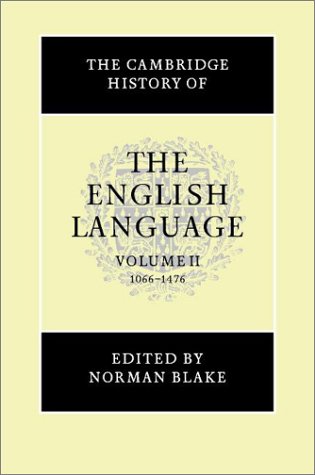 THE CAMBRIDGE
HISTORY OF
THE
ENGLISH
LANGUAGE
VOLUME II
1066–1476
EDITED BY
NORMAN BLAKE